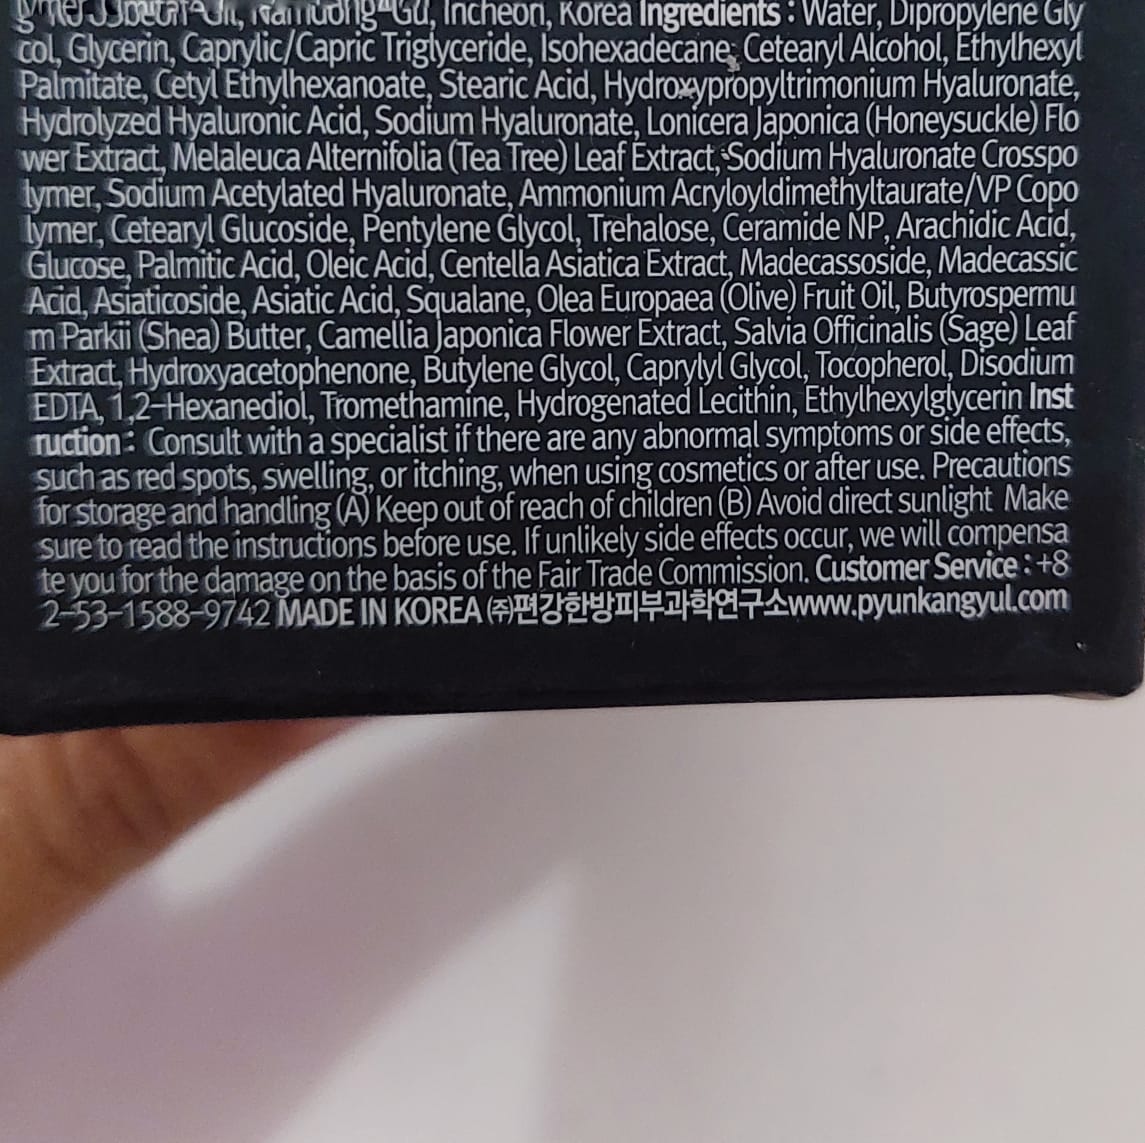 Namdong-Gu, Incheon, Korea Ingredients : Water, Dipropylene Gly
col, Glycerin, Caprylic/Capric Triglyceride, Isohexadecane, Cetearyl Alcohol, Ethylhexyl
Palmitate, Cetyl Ethylhexanoate, Stearic Acid, Hydroxypropyltrimonium Hyaluronate,
Hydrolyzed Hyaluronic Acid, Sodium Hyaluronate, Lonicera Japonica (Honeysuckle) Flo
wer Extract, Melaleuca Alternifolia (Tea Tree) Leaf Extract, Sodium Hyaluronate Crosspo
lymer, Sodium Acetylated Hyaluronate, Ammonium Acryloyldimethyltaurate/VP Copo
lymer, Cetearyl Glucoside, Pentylene Glycol, Trehalose, Ceramide NP, Arachidic Acid,
Glucose, Palmitic Acid, Oleic Acid, Centella Asiatica Extract, Madecassoside, Madecassic
Acid, Asiaticoside, Asiatic Acid, Squalane, Olea Europaea (Olive) Fruit Oil, Butyrospermu
m Parkii (Shea) Butter, Camellia Japonica Flower Extract, Salvia Officinalis (Sage) Leaf
Extract, Hydroxyacetophenone, Butylene Glycol, Caprylyl Glycol, Tocopherol, Disodium
EDTA, 1,2-Hexanediol, Tromethamine, Hydrogenated Lecithin, Ethylhexylglycerin Inst
ruction : Consult with a specialist if there are any abnormal symptoms or side effects,
such as red spots, swelling, or itching, when using cosmetics or after use. Precautions
for storage and handling (A) Keep out of reach of children (B) Avoid direct sunlight Make
sure to read the instructions before use. If unlikely side effects occur, we will compensa
te you for the damage on the basis of the Fair Trade Commission. Customer Service : +8
2-53-1588-9742 MADE IN KOREA ㈜편강한방피부과학연구소www.pyunkangyul.com